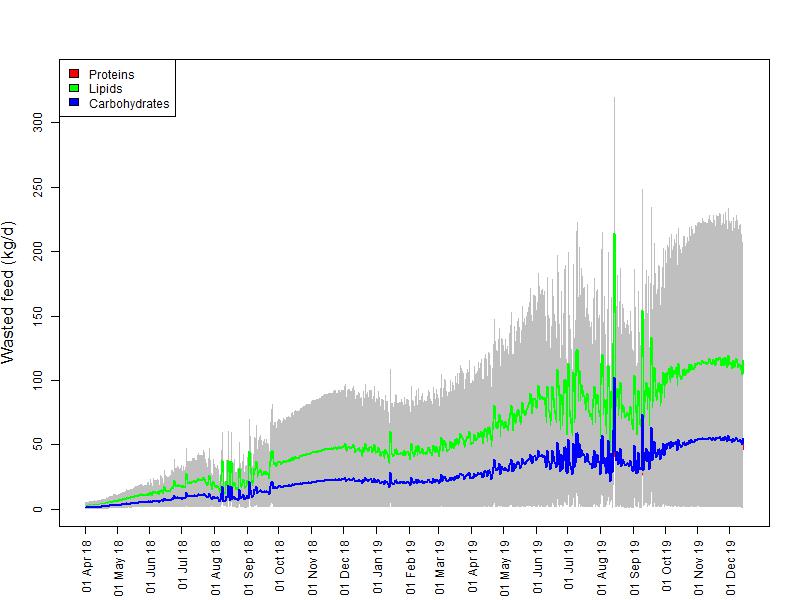 Proteins
Lipids
Carbohydrates
Wasted feed (kg/d)
300
250
200
150
100
50
0
01 Apr 18
01 May 18
01 Jun 18
01 Jul 18
01 Aug 18
01 Sep 18
01 Oct 18
01 Nov 18
01 Dec 18
01 Jan 19
01 Feb 19
01 Mar 19
01 Apr 19
01 May 19
01 Jun 19
01 Jul 19
01 Aug 19
01 Sep 19
01 Oct 19
01 Nov 19
01 Dec 19